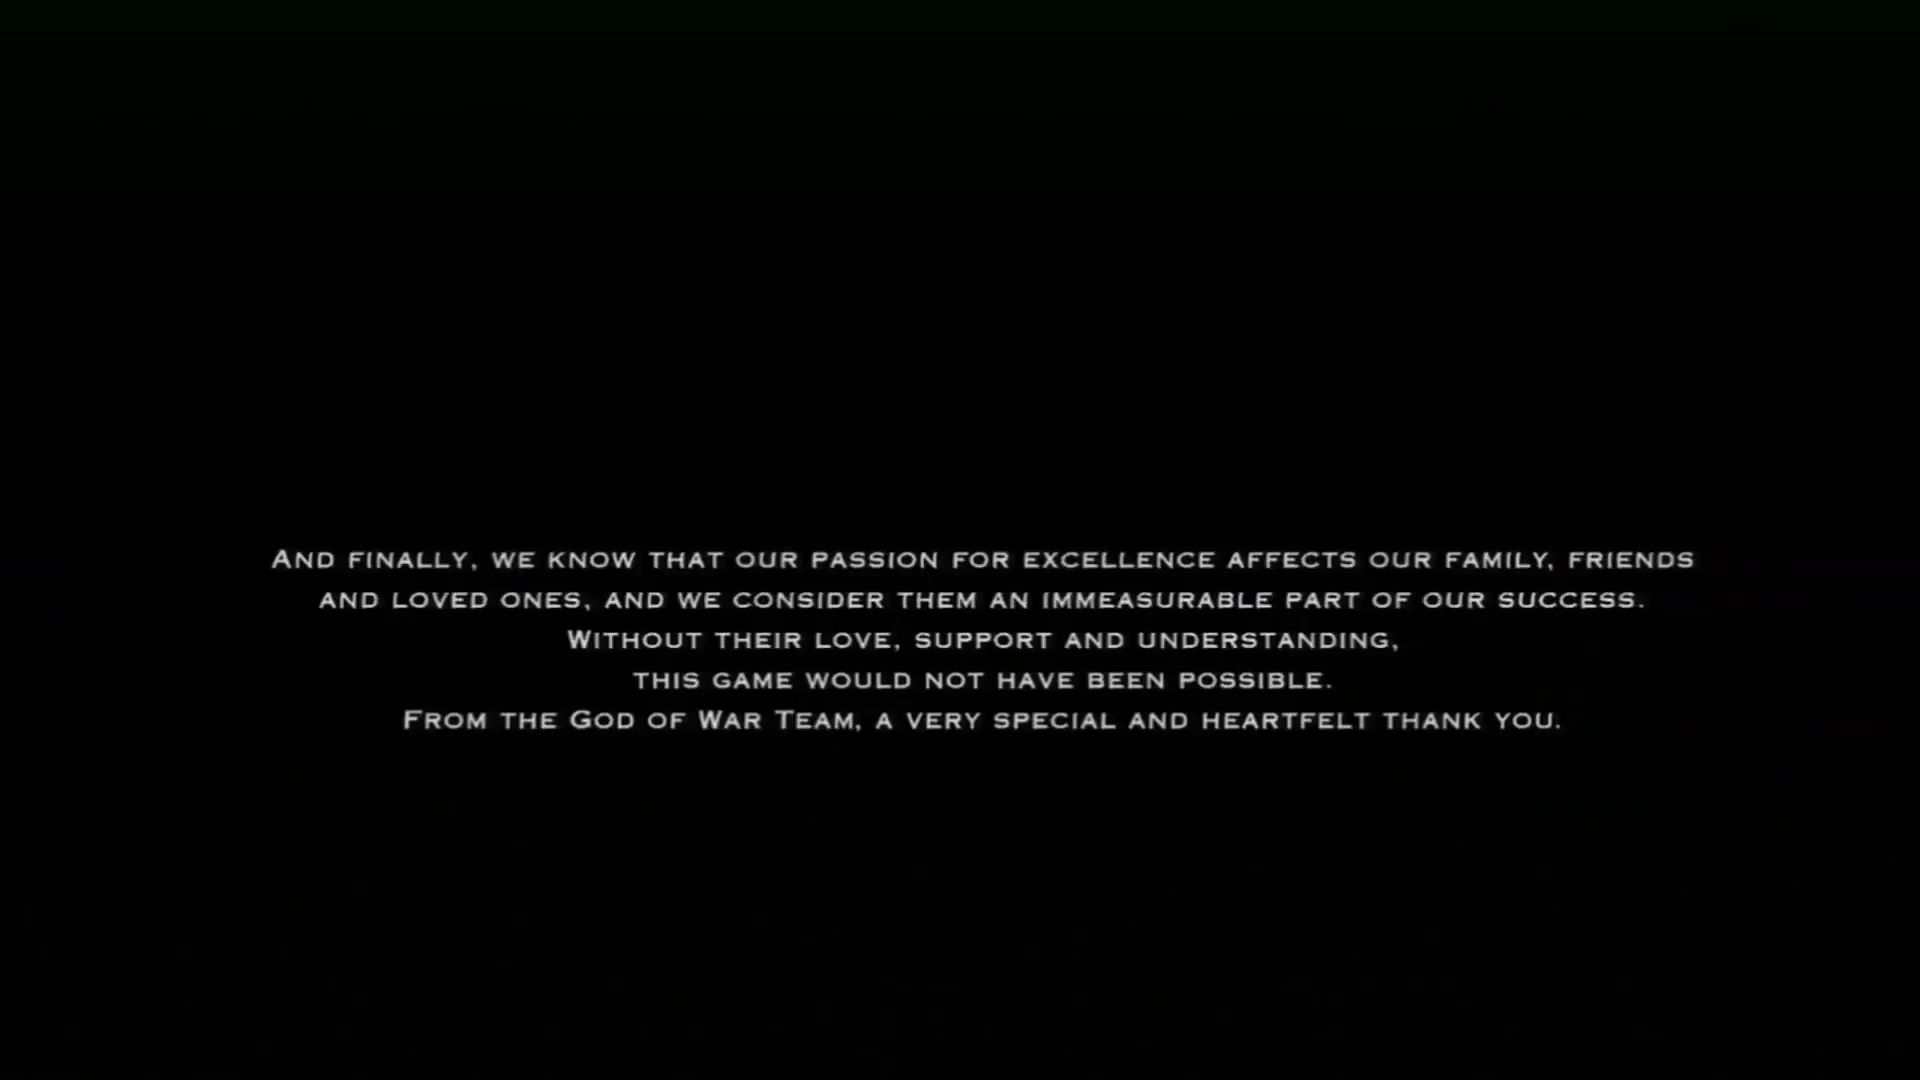 And finally, we know that our passion for excellence affects our family, friends
and loved ones, and we consider them an immeasurable part of our success.
Without their love, support and understanding,
this game would not have been possible.
From the God of War Team, a very special and heartfelt thank you.